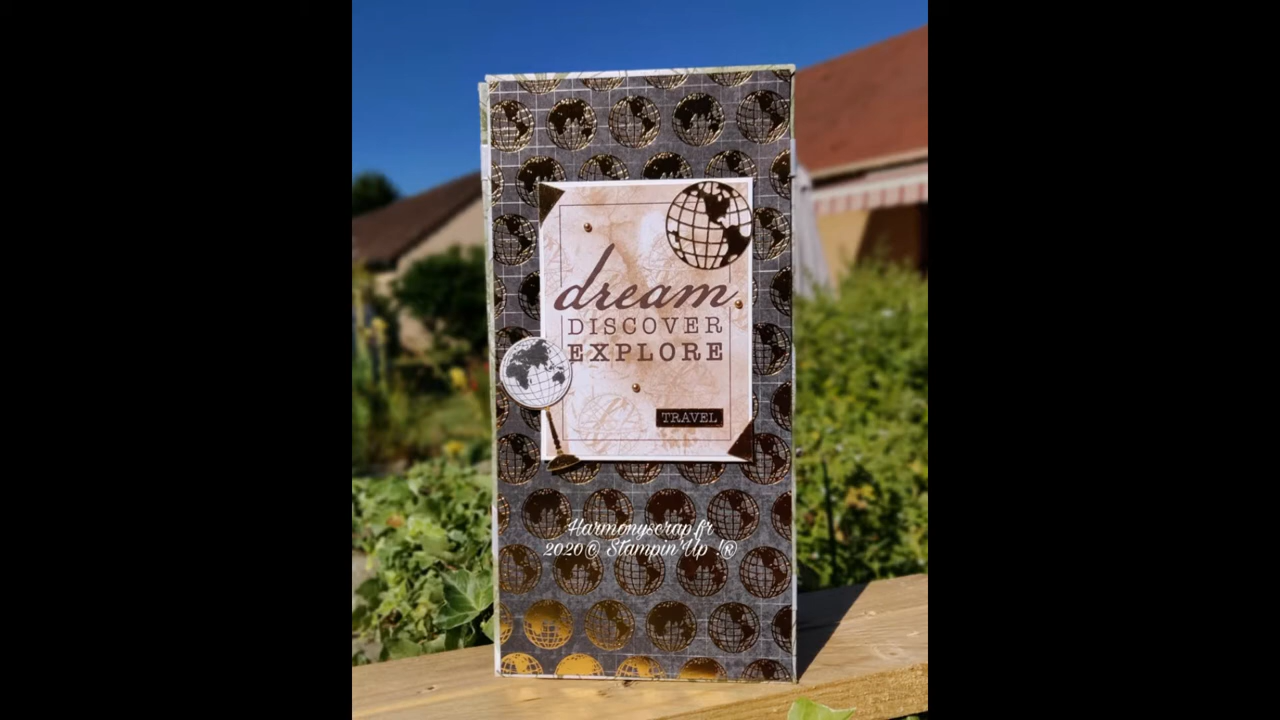 dream
DISCOVER
EXPLORE
TRAVEL
Harmonyscrap.fr
2020© Stampin'Up !®